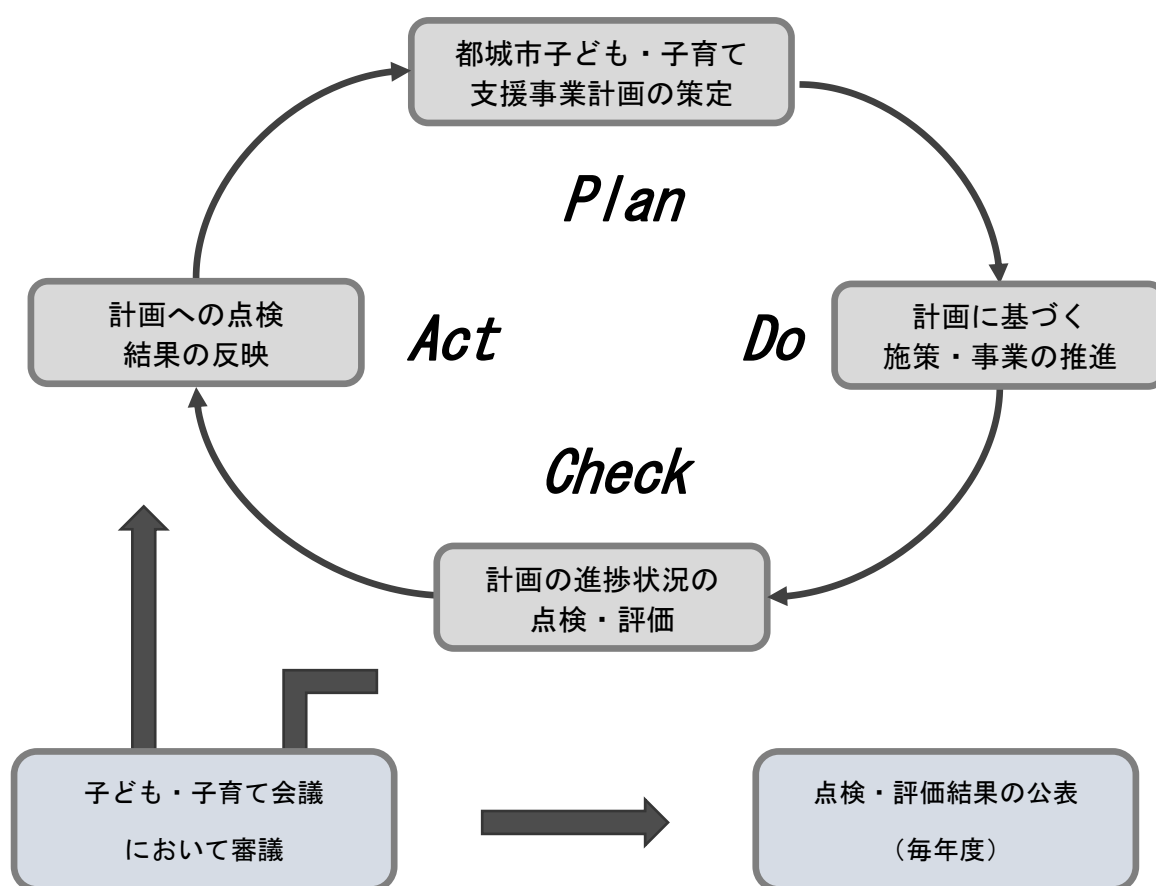 都城市子ども・子育て
支援事業計画の策定
Plan
計画への点検
結果の反映
Act
Do
計画に基づく
施策・事業の推進
Check
計画の進捗状況の
点検・評価
子ども・子育て会議
において審議
点検・評価結果の公表
（毎年度）